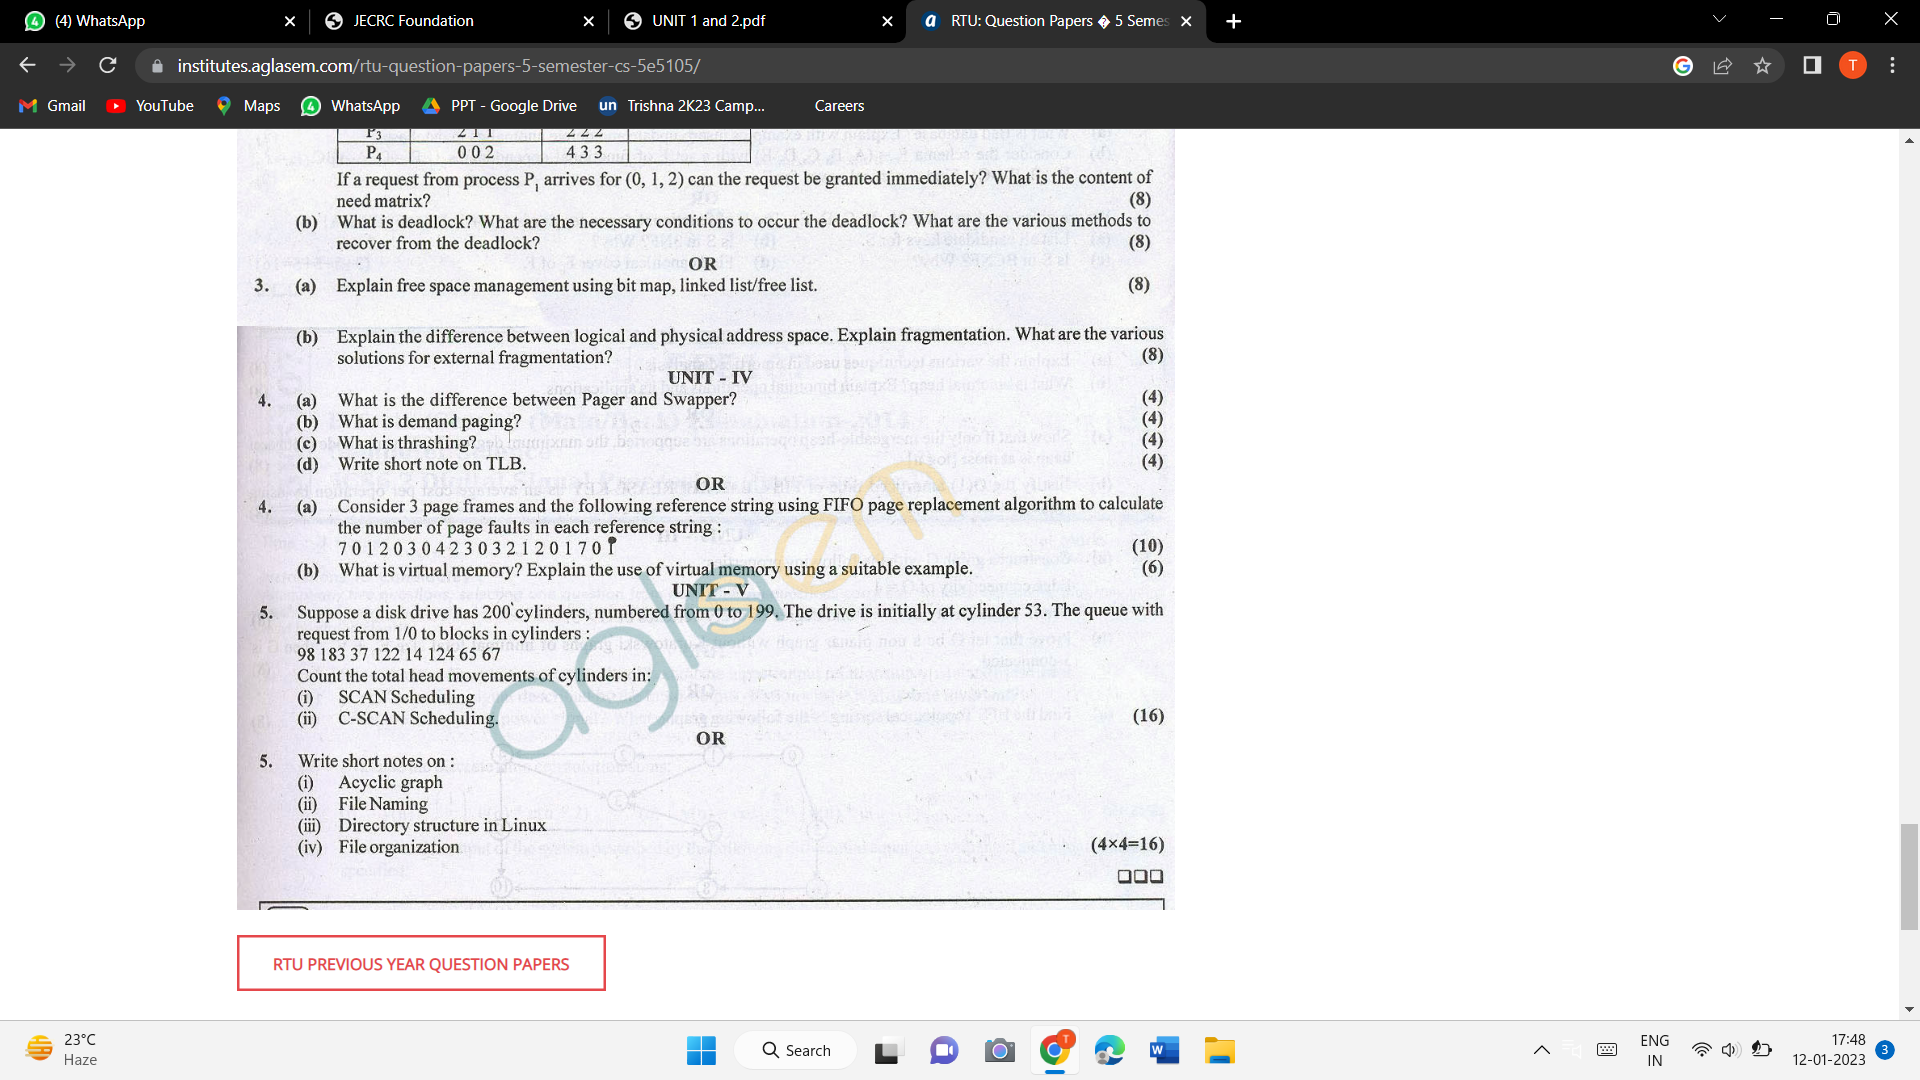 (4) WhatsApp
JECRC Foundation
UNIT 1 and 2.pdf
RTU: Question Papers � 5 Semes
institutes.aglasem.com/rtu-question-papers-5-semester-cs-5e5105/
T
Gmail
YouTube
Maps
WhatsApp
PPT - Google Drive
Trishna 2K23 Camp...
Careers
P3 2 1 1 2 2 2
P4 0 0 2 4 3 3
If a request from process P1 arrives for (0, 1, 2) can the request be granted immediately? What is the content of
need matrix? (8)
(b) What is deadlock? What are the necessary conditions to occur the deadlock? What are the various methods to
recover from the deadlock? (8)
OR
3. (a) Explain free space management using bit map, linked list/free list. (8)
(b) Explain the difference between logical and physical address space. Explain fragmentation. What are the various
solutions for external fragmentation? (8)
UNIT - IV
4. (a) What is the difference between Pager and Swapper? (4)
(b) What is demand paging? (4)
(c) What is thrashing? (4)
(d) Write short note on TLB. (4)
OR
4. (a) Consider 3 page frames and the following reference string using FIFO page replacement algorithm to calculate
the number of page faults in each reference string :
7 0 1 2 0 3 0 4 2 3 0 3 2 1 2 0 1 7 0 1 (10)
(b) What is virtual memory? Explain the use of virtual memory using a suitable example. (6)
UNIT - V
5. Suppose a disk drive has 200 cylinders, numbered from 0 to 199. The drive is initially at cylinder 53. The queue with
request from 1/0 to blocks in cylinders :
98 183 37 122 14 124 65 67
Count the total head movements of cylinders in:
(i) SCAN Scheduling
(ii) C-SCAN Scheduling. (16)
OR
5. Write short notes on :
(i) Acyclic graph
(ii) File Naming
(iii) Directory structure in Linux
(iv) File organization (4×4=16)
aglasem
RTU PREVIOUS YEAR QUESTION PAPERS
23°C
Haze
Search
ENG
IN
17:48
12-01-2023
3